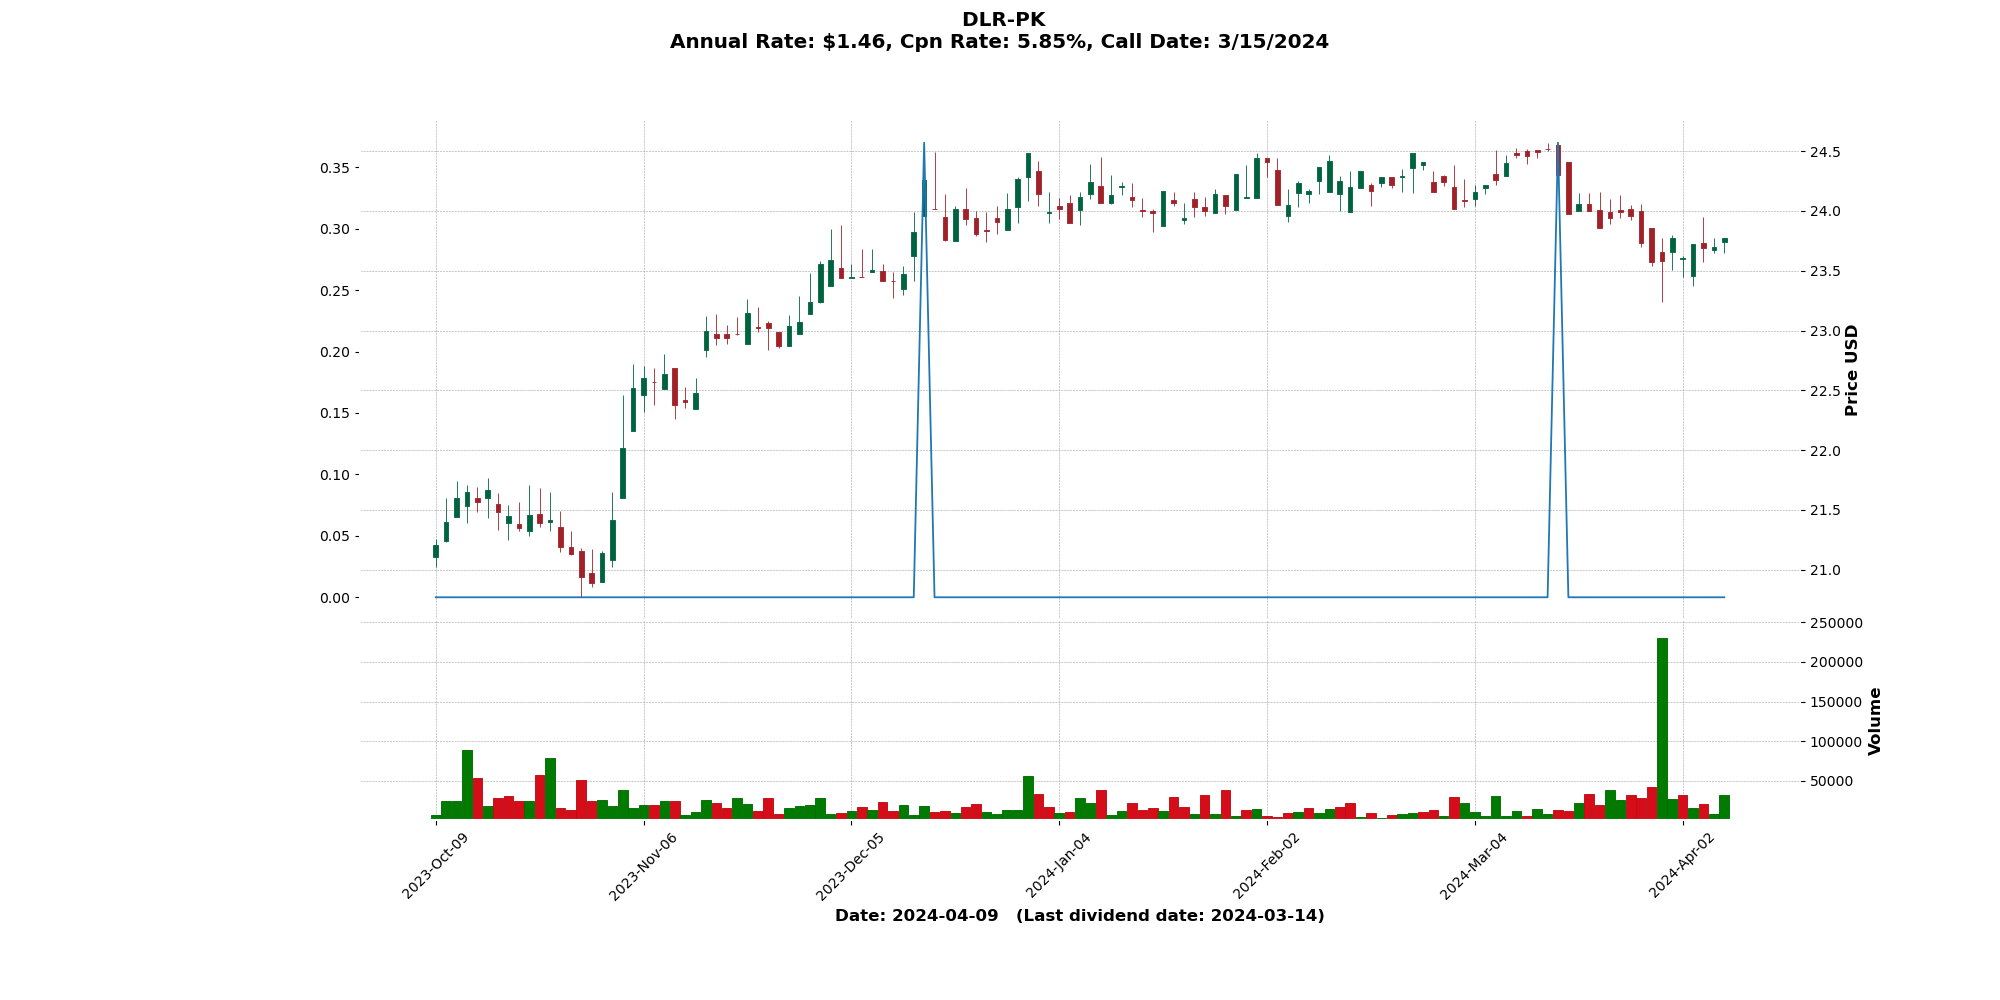 DLR-PK
Annual Rate: $1.46, Cpn Rate: 5.85%, Call Date: 3/15/2024
0.35
0.30
0.25
0.20
0.15
0.10
0.05
0.00
24.5
24.0
23.5
23.0
22.5
22.0
21.5
21.0
Price USD
250000
200000
150000
100000
50000
Volume
2023-Oct-09
2023-Nov-06
2023-Dec-05
2024-Jan-04
2024-Feb-02
2024-Mar-04
2024-Apr-02
Date: 2024-04-09   (Last dividend date: 2024-03-14)